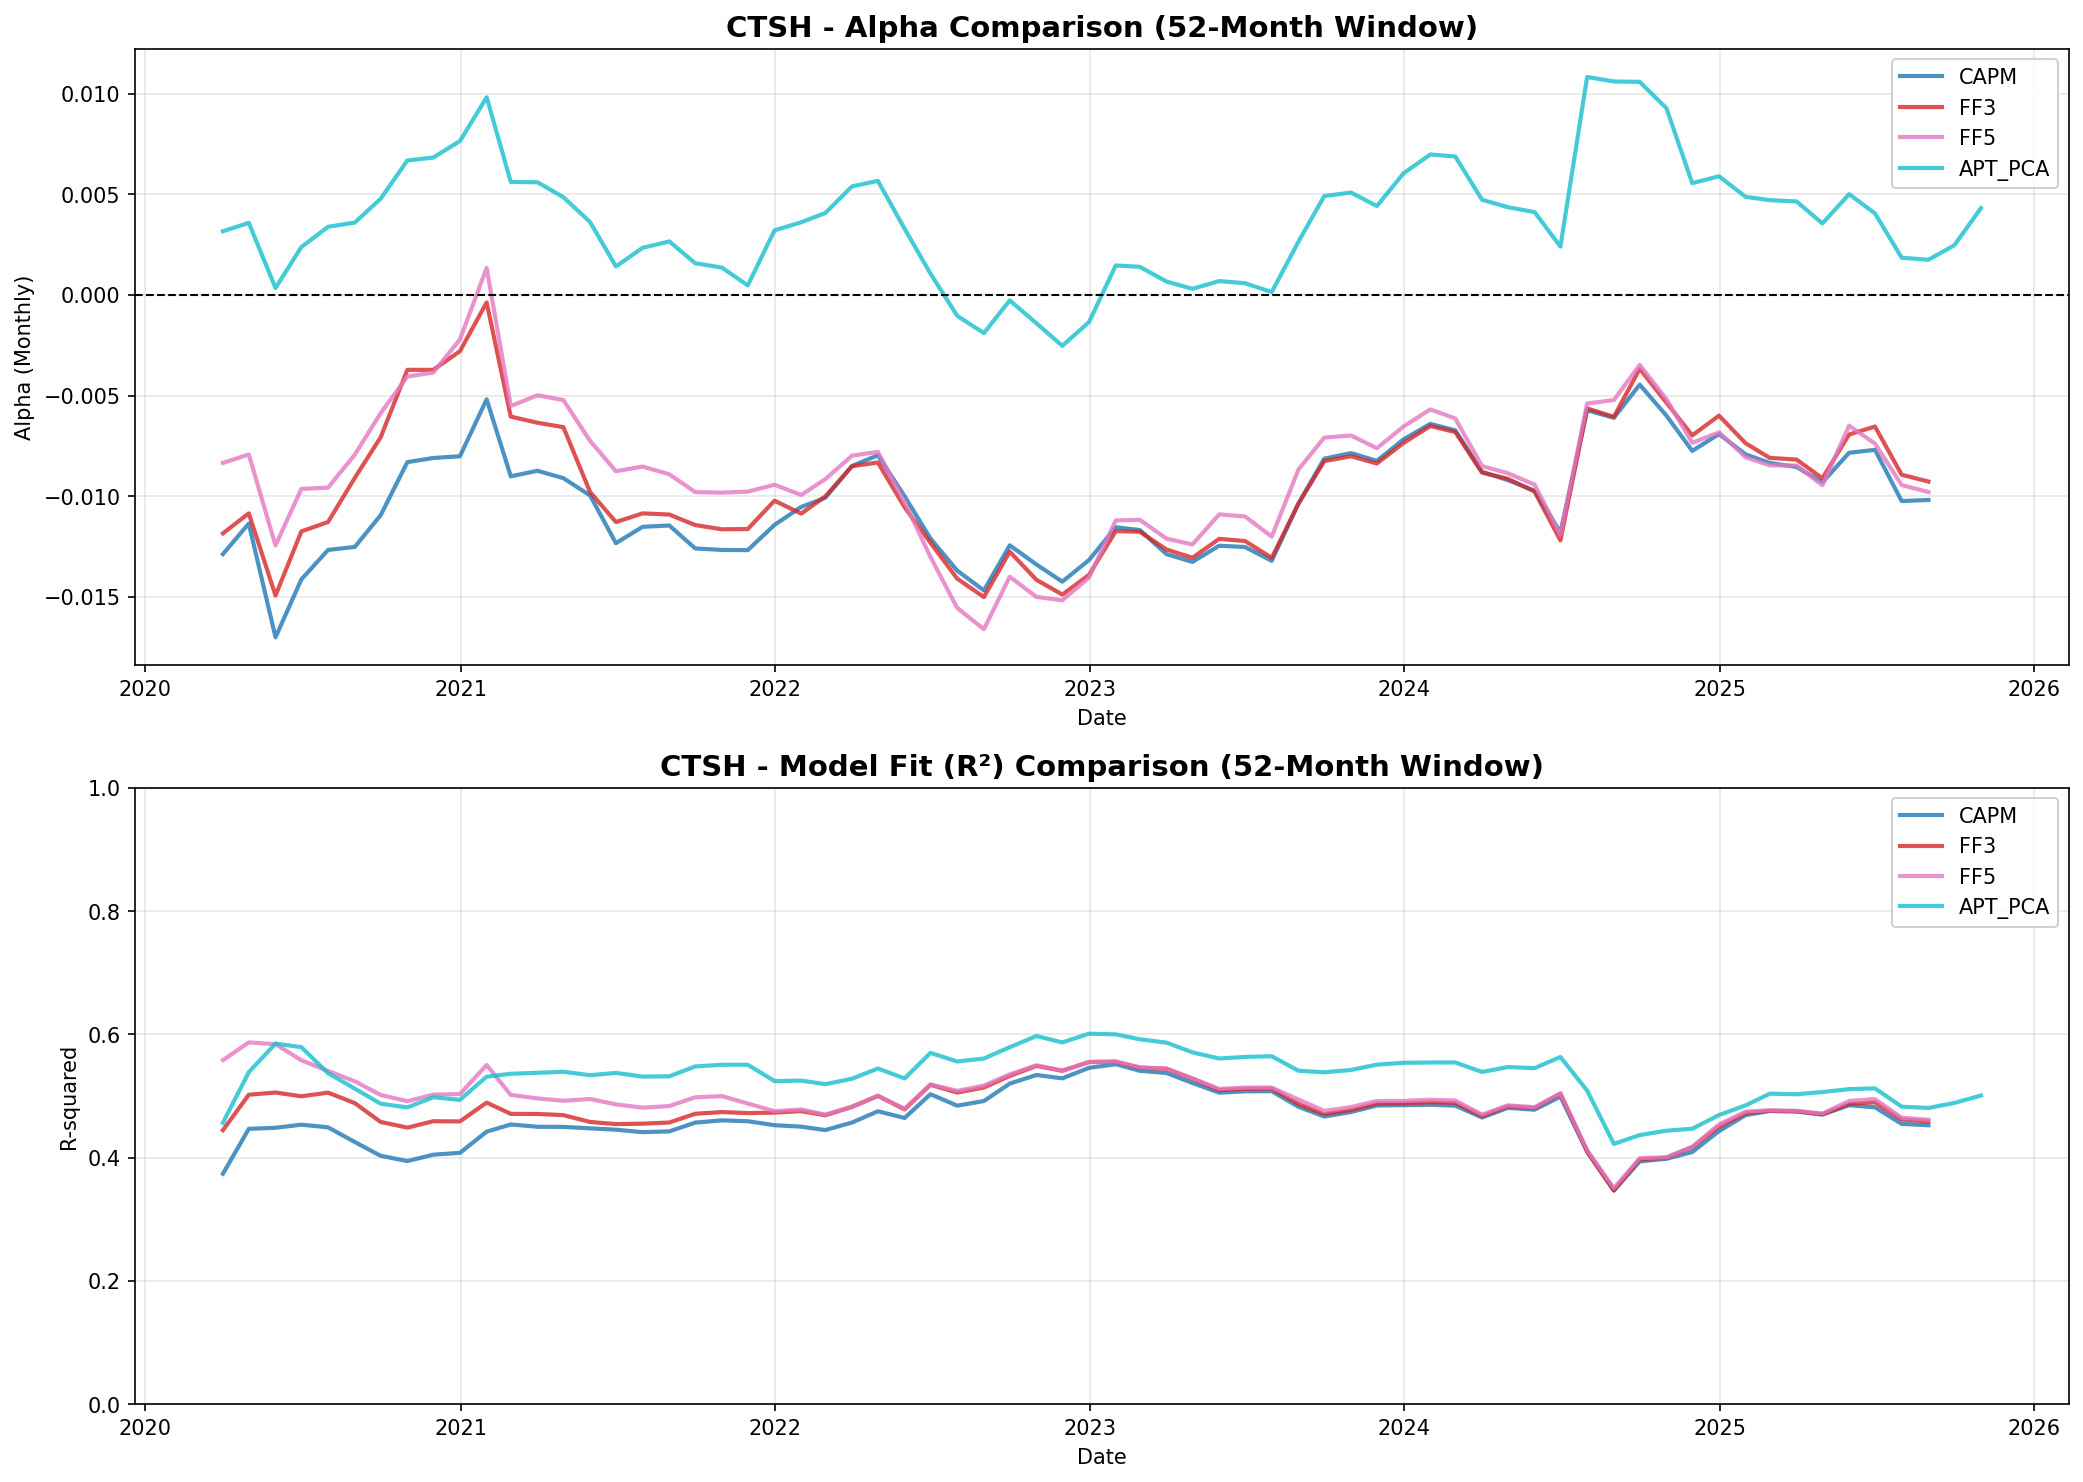 CTSH - Alpha Comparison (52-Month Window)
CAPM
FF3
FF5
APT_PCA
Alpha (Monthly)
0.010
0.005
0.000
−0.005
−0.010
−0.015
2020 2021 2022 2023 2024 2025 2026
Date
CTSH - Model Fit (R²) Comparison (52-Month Window)
CAPM
FF3
FF5
APT_PCA
R-squared
1.0
0.8
0.6
0.4
0.2
0.0
2020 2021 2022 2023 2024 2025 2026
Date